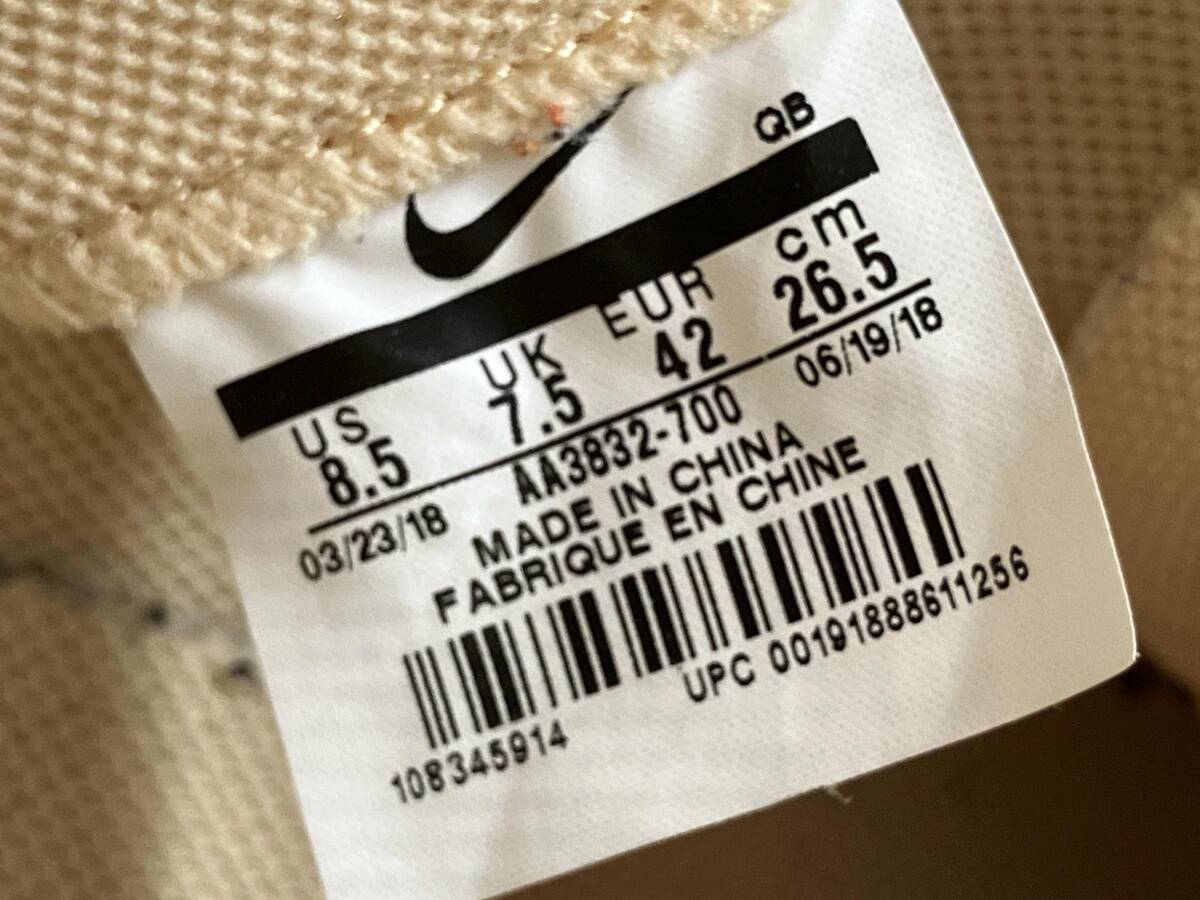 QB
US UK EUR cm
8.5 7.5 42 26.5
03/23/18 AA3832-700 06/19/18
MADE IN CHINA
FABRIQUE EN CHINE
108345914 UPC 00191888611256